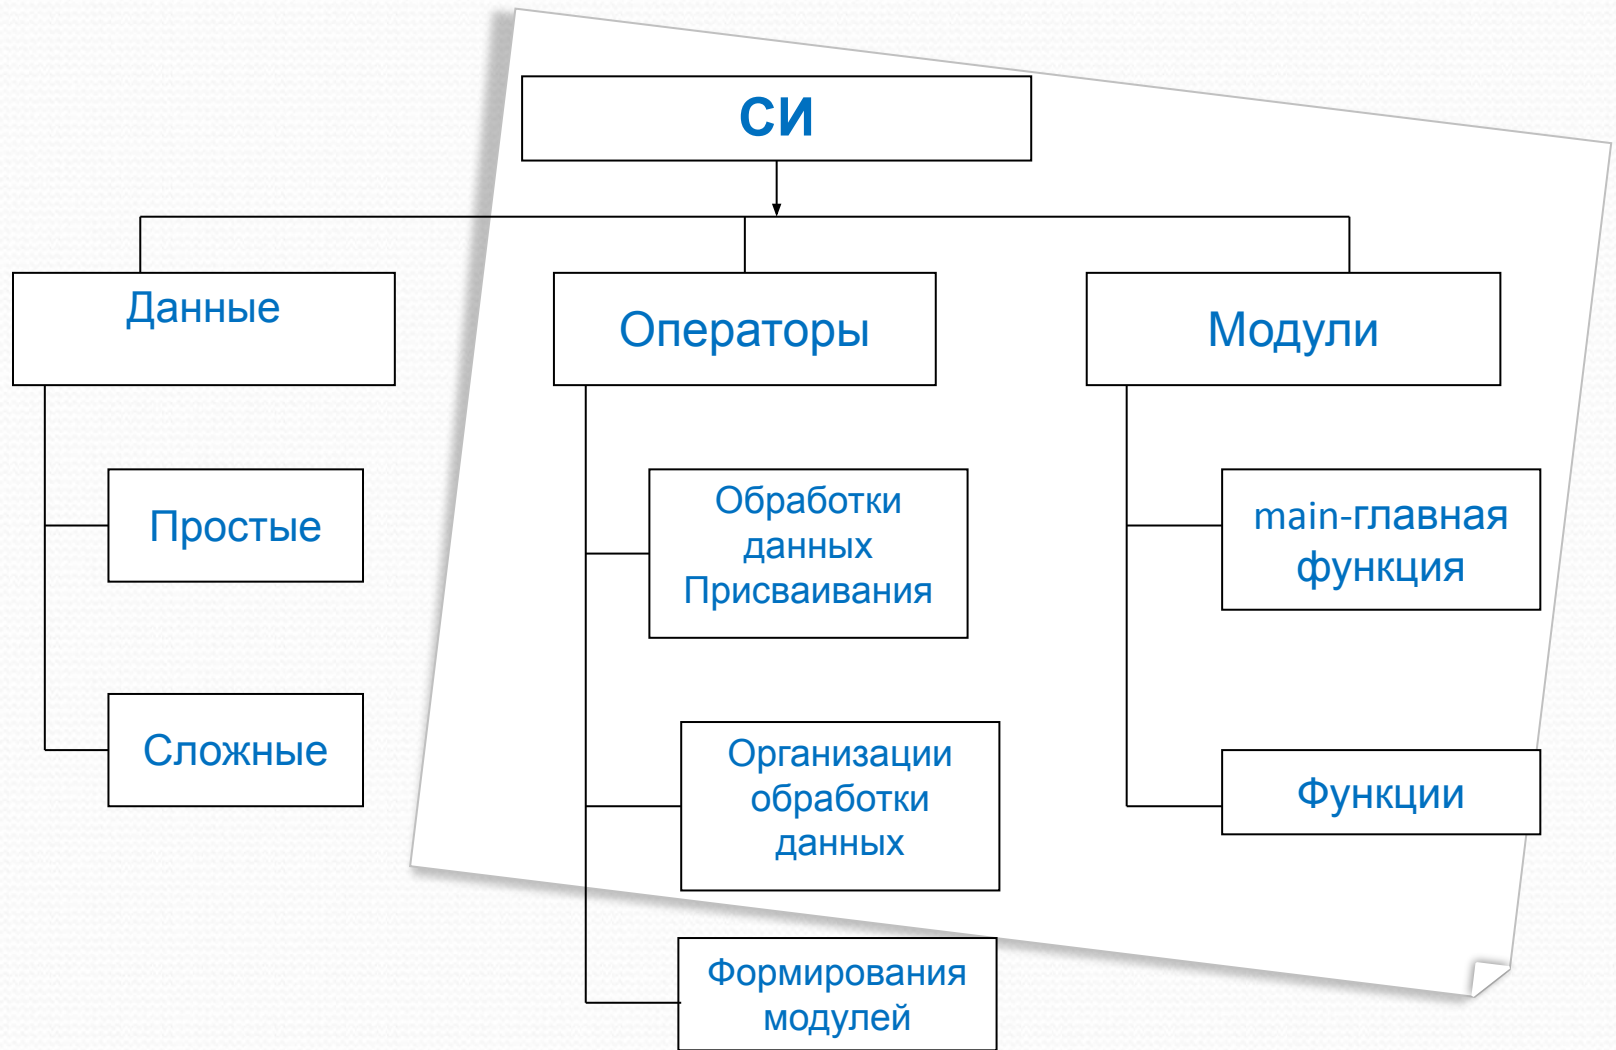 СИ
Данные
Операторы
Модули
Простые
Сложные
Обработки
данных
Присваивания
Организации
обработки
данных
Формирования
модулей
main-главная
функция
Функции